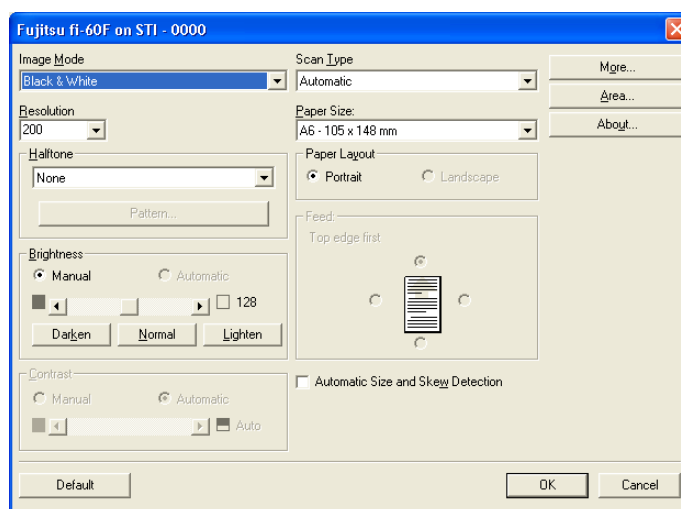 Fujitsu fi-60F on STI - 0000
Image Mode
Black & White
Resolution
200
Halftone
None
Pattern...
Brightness
Manual
Automatic
128
Darken
Normal
Lighten
Contrast
Manual
Automatic
Auto
Scan Type
Automatic
Paper Size:
A6 - 105 x 148 mm
Paper Layout
Portrait
Landscape
Feed:
Top edge first
Automatic Size and Skew Detection
More...
Area...
About...
Default
OK
Cancel